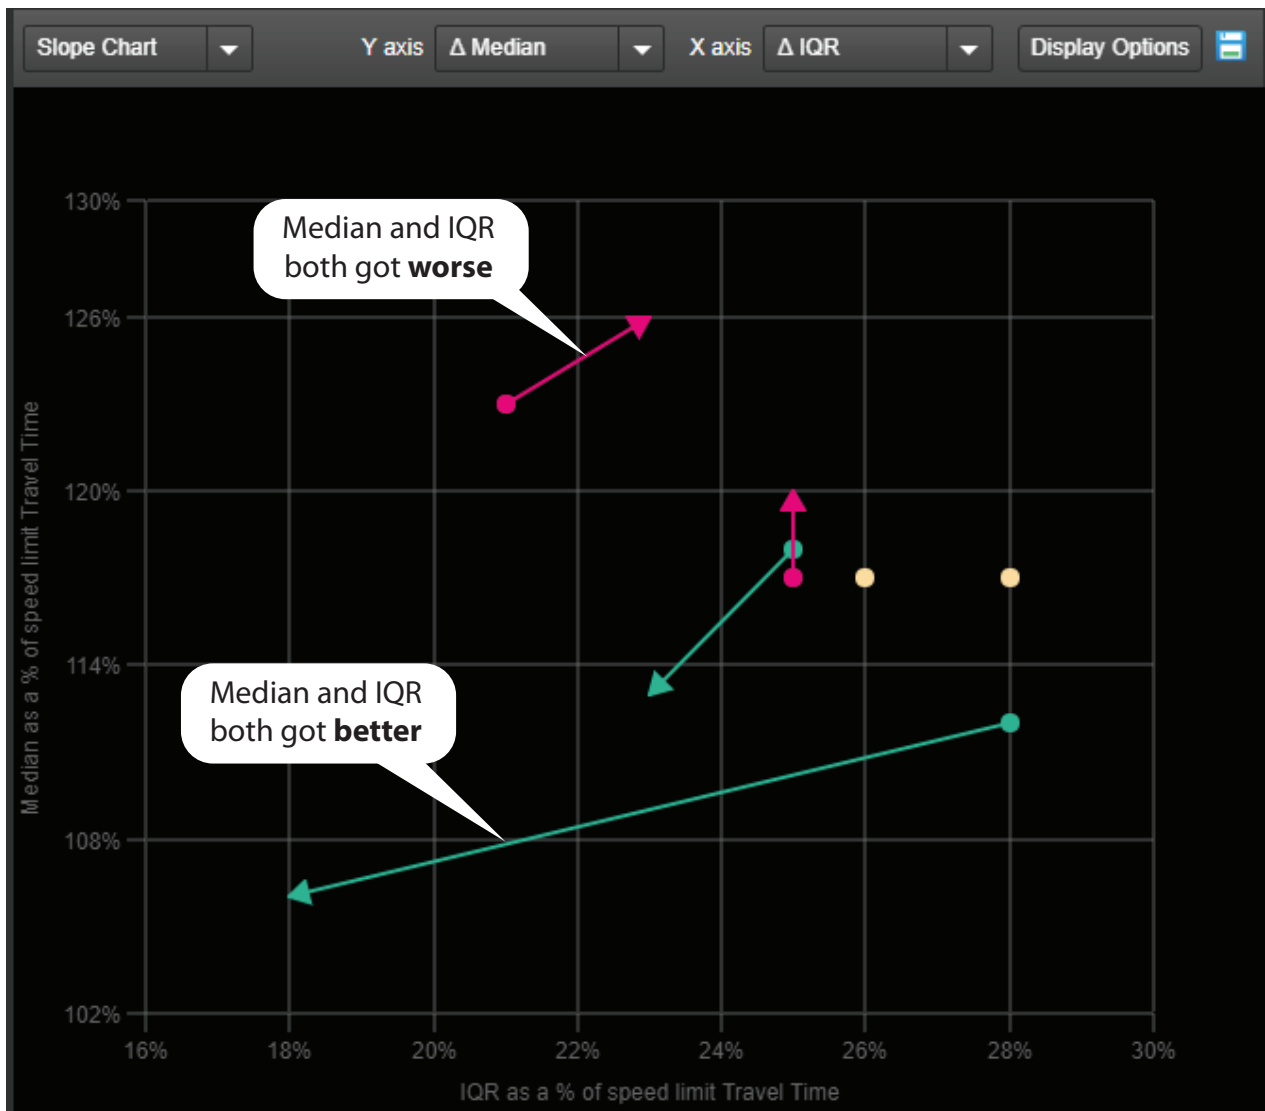 Slope Chart Y axis Δ Median X axis Δ IQR Display Options
130%
Median and IQR
both got worse
126%
120%
114%
Median and IQR
both got better
108%
102%
Median as a % of speed limit Travel Time
16% 18% 20% 22% 24% 26% 28% 30%
IQR as a % of speed limit Travel Time